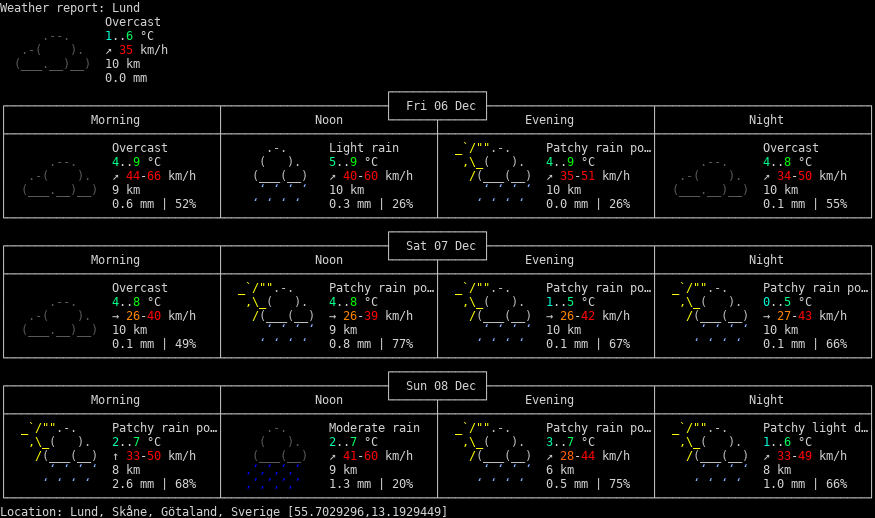 Weather report: Lund
Overcast
1..6 °C
↗ 35 km/h
10 km
0.0 mm
Fri 06 Dec
Morning Noon Evening Night
Overcast Light rain Patchy rain po… Overcast
4..9 °C 5..9 °C 4..9 °C 4..8 °C
↗ 44-66 km/h ↗ 40-60 km/h ↗ 35-51 km/h ↗ 34-50 km/h
9 km 10 km 10 km 10 km
0.6 mm | 52% 0.3 mm | 26% 0.0 mm | 26% 0.1 mm | 55%
Sat 07 Dec
Morning Noon Evening Night
Overcast Patchy rain po… Patchy rain po… Patchy rain po…
4..8 °C 4..8 °C 1..5 °C 0..5 °C
→ 26-40 km/h → 26-39 km/h → 26-42 km/h → 27-43 km/h
10 km 9 km 10 km 10 km
0.1 mm | 49% 0.8 mm | 77% 0.1 mm | 67% 0.1 mm | 66%
Sun 08 Dec
Morning Noon Evening Night
Patchy rain po… Moderate rain Patchy rain po… Patchy light d…
2..7 °C 2..7 °C 3..7 °C 1..6 °C
↑ 33-50 km/h ↗ 41-60 km/h ↗ 28-44 km/h ↗ 33-49 km/h
8 km 9 km 6 km 8 km
2.6 mm | 68% 1.3 mm | 20% 0.5 mm | 75% 1.0 mm | 66%
Location: Lund, Skåne, Götaland, Sverige [55.7029296,13.1929449]